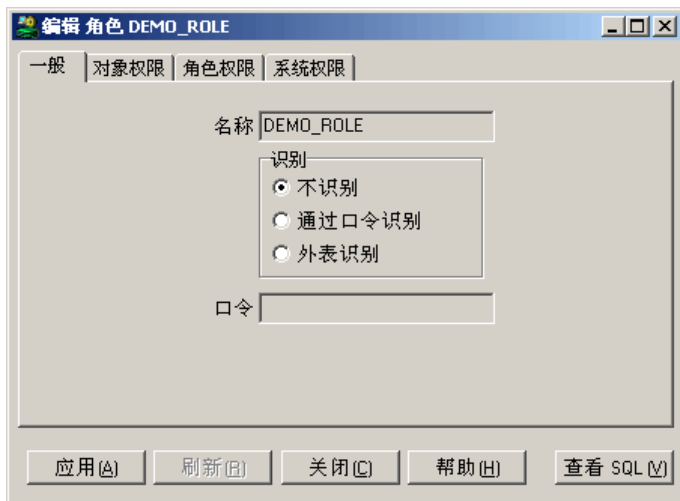 编辑 角色 DEMO_ROLE
一般 对象权限 角色权限 系统权限
名称 DEMO_ROLE
识别
不识别
通过口令识别
外表识别
口令
应用(A) 刷新(R) 关闭(C) 帮助(H) 查看 SQL (V)